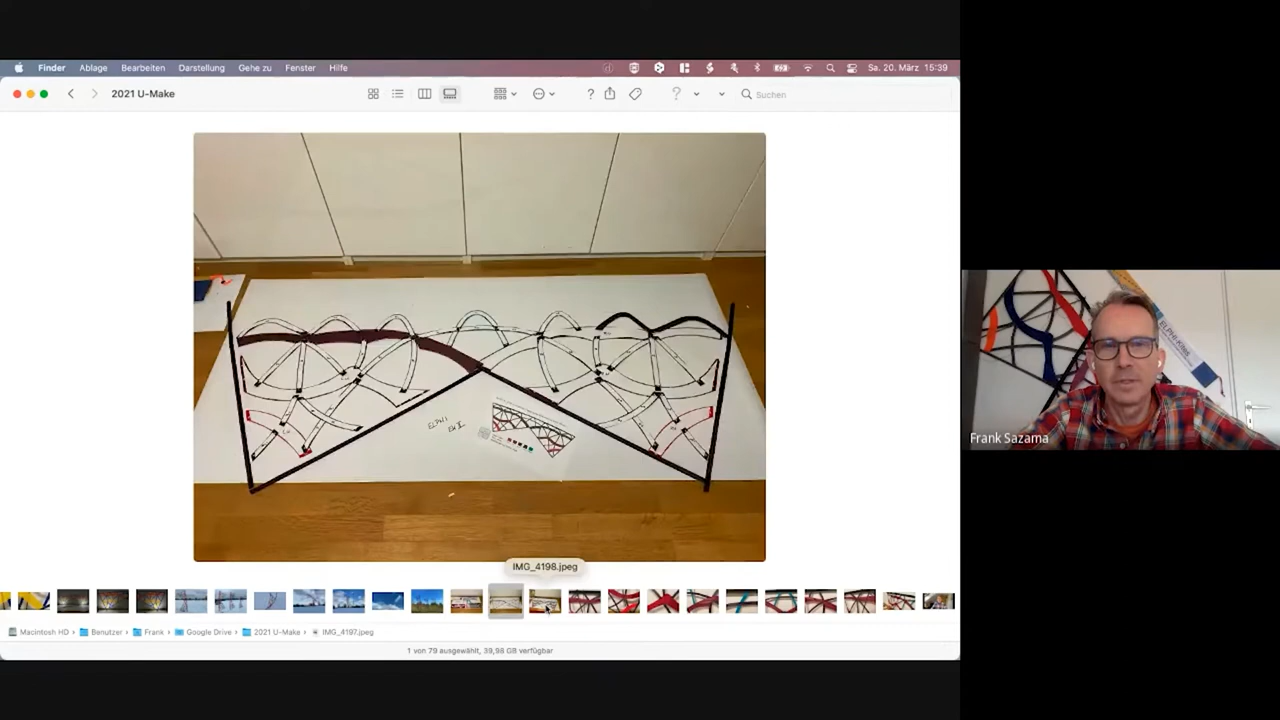 Finder Ablage Bearbeiten Darstellung Gehe zu Fenster Hilfe
Sa. 20. März 15:39
2021 U-Make
Suchen
ELPHI
IMG_4198.jpeg
Macintosh HD › Benutzer › Frank › Google Drive › 2021 U-Make › IMG_4197.jpeg
1 von 79 ausgewählt, 39,98 GB verfügbar
Frank Sazama